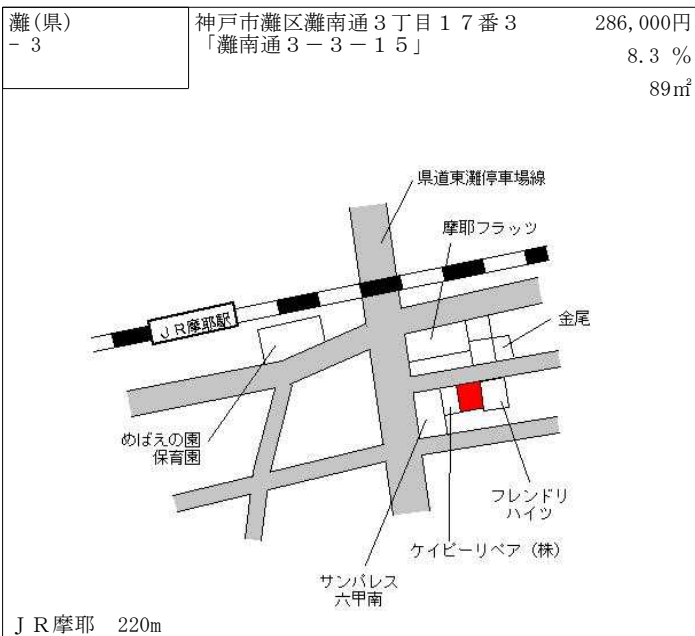 灘(県)
- 3
神戸市灘区灘南通３丁目１７番３
「灘南通３－３－１５」
286,000円
8.3 %
89㎡
県道東灘停車場線
摩耶フラッツ
ＪＲ摩耶駅
金尾
めばえの園
保育園
フレンドリ
ハイツ
ケイビーリペア（株）
サンパレス
六甲南
ＪＲ摩耶　220m